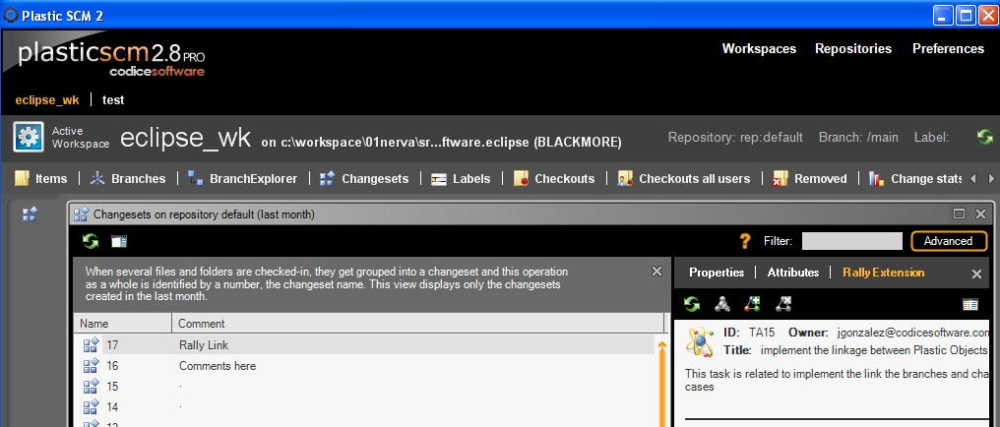 Plastic SCM 2
plasticscm2.8PRO
codicesoftware
Workspaces Repositories Preferences
eclipse_wk test
Active Workspace eclipse_wk on c:\workspace\01nerva\sr...ftware.eclipse (BLACKMORE) Repository: rep:default Branch: /main Label:
Items Branches BranchExplorer Changesets Labels Checkouts Checkouts all users Removed Change stats
Changesets on repository default (last month)
? Filter: Advanced
When several files and folders are checked-in, they get grouped into a changeset and this operation
as a whole is identified by a number, the changeset name. This view displays only the changesets
created in the last month.
Properties Attributes Rally Extension
Name Comment
17 Rally Link
16 Comments here
15 .
14 .
ID: TA15 Owner: jgonzalez@codicesoftware.com
Title: implement the linkage between Plastic Objects
This task is related to implement the link the branches and cha
cases